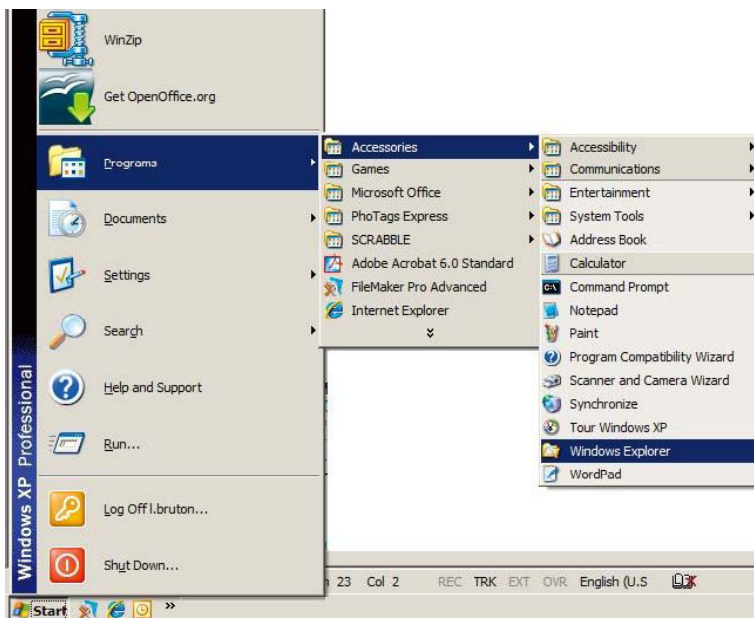 WinZip
Get OpenOffice.org
Programs
Documents
Settings
Search
Help and Support
Run...
Log Off l.bruton...
Shut Down...
Windows XP Professional
Accessories
Games
Microsoft Office
PhoTags Express
SCRABBLE
Adobe Acrobat 6.0 Standard
FileMaker Pro Advanced
Internet Explorer
Accessibility
Communications
Entertainment
System Tools
Address Book
Calculator
Command Prompt
Notepad
Paint
Program Compatibility Wizard
Scanner and Camera Wizard
Synchronize
Tour Windows XP
Windows Explorer
WordPad
23 Col 2 REC TRK EXT OVR English (U.S
Start